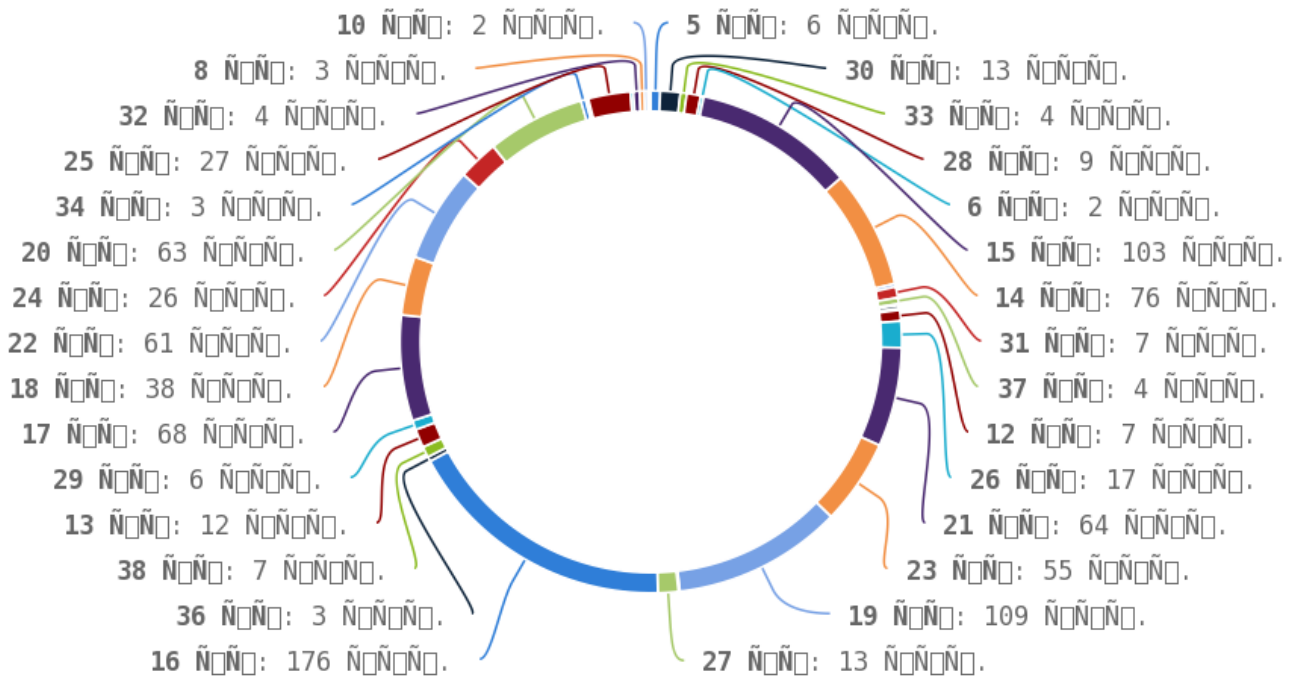 10 Ñ□Ñ□: 2 Ñ□Ñ□Ñ□.
5 Ñ□Ñ□: 6 Ñ□Ñ□Ñ□.
8 Ñ□Ñ□: 3 Ñ□Ñ□Ñ□.
30 Ñ□Ñ□: 13 Ñ□Ñ□Ñ□.
32 Ñ□Ñ□: 4 Ñ□Ñ□Ñ□.
33 Ñ□Ñ□: 4 Ñ□Ñ□Ñ□.
25 Ñ□Ñ□: 27 Ñ□Ñ□Ñ□.
28 Ñ□Ñ□: 9 Ñ□Ñ□Ñ□.
34 Ñ□Ñ□: 3 Ñ□Ñ□Ñ□.
6 Ñ□Ñ□: 2 Ñ□Ñ□Ñ□.
20 Ñ□Ñ□: 63 Ñ□Ñ□Ñ□.
15 Ñ□Ñ□: 103 Ñ□Ñ□Ñ□.
24 Ñ□Ñ□: 26 Ñ□Ñ□Ñ□.
14 Ñ□Ñ□: 76 Ñ□Ñ□Ñ□.
22 Ñ□Ñ□: 61 Ñ□Ñ□Ñ□.
31 Ñ□Ñ□: 7 Ñ□Ñ□Ñ□.
18 Ñ□Ñ□: 38 Ñ□Ñ□Ñ□.
37 Ñ□Ñ□: 4 Ñ□Ñ□Ñ□.
17 Ñ□Ñ□: 68 Ñ□Ñ□Ñ□.
12 Ñ□Ñ□: 7 Ñ□Ñ□Ñ□.
29 Ñ□Ñ□: 6 Ñ□Ñ□Ñ□.
26 Ñ□Ñ□: 17 Ñ□Ñ□Ñ□.
13 Ñ□Ñ□: 12 Ñ□Ñ□Ñ□.
21 Ñ□Ñ□: 64 Ñ□Ñ□Ñ□.
38 Ñ□Ñ□: 7 Ñ□Ñ□Ñ□.
23 Ñ□Ñ□: 55 Ñ□Ñ□Ñ□.
36 Ñ□Ñ□: 3 Ñ□Ñ□Ñ□.
19 Ñ□Ñ□: 109 Ñ□Ñ□Ñ□.
16 Ñ□Ñ□: 176 Ñ□Ñ□Ñ□.
27 Ñ□Ñ□: 13 Ñ□Ñ□Ñ□.